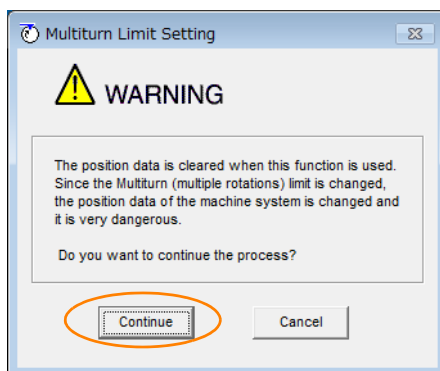 Multiturn Limit Setting
WARNING
The position data is cleared when this function is used.
Since the Multiturn (multiple rotations) limit is changed,
the position data of the machine system is changed and
it is very dangerous.
Do you want to continue the process?
Continue
Cancel